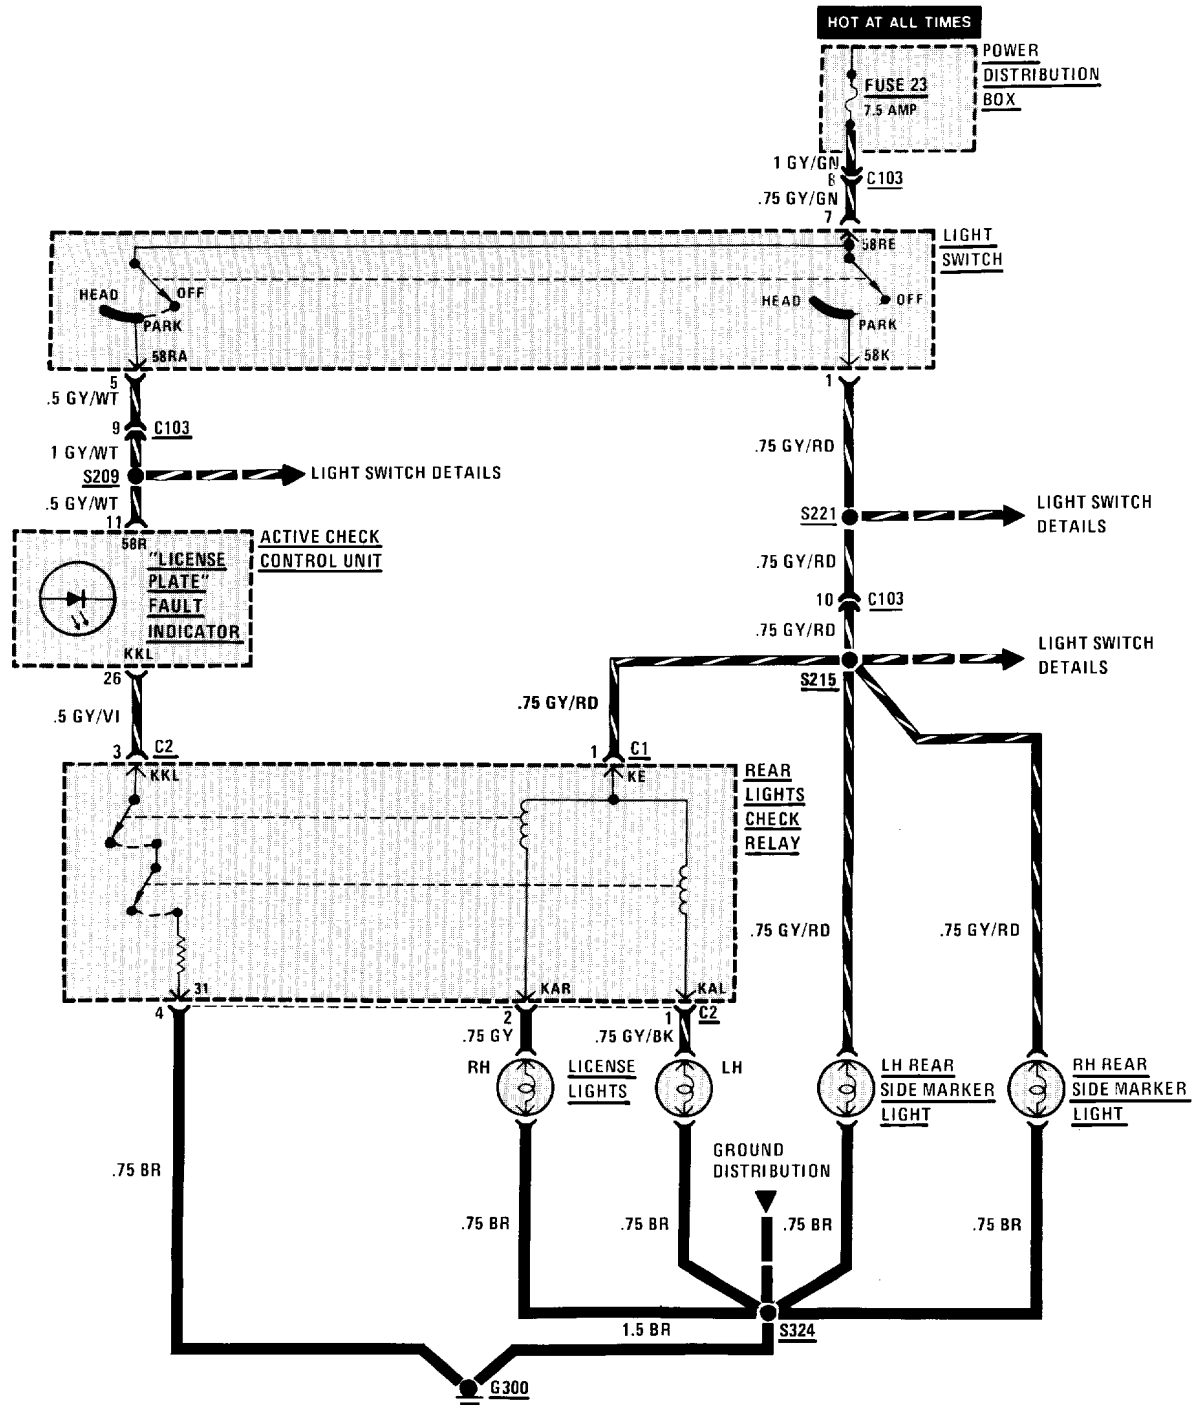 HOT AT ALL TIMES
POWER
DISTRIBUTION
BOX
FUSE 23
7.5 AMP
1 GY/GN
8
C103
.75 GY/GN
7
LIGHT
SWITCH
58RE
HEAD
OFF
PARK
58RA
HEAD
OFF
PARK
58K
5
.5 GY/WT
1
9
C103
1 GY/WT
.75 GY/RD
S209
LIGHT SWITCH DETAILS
.5 GY/WT
S221
LIGHT SWITCH
DETAILS
11
58R
ACTIVE CHECK
CONTROL UNIT
"LICENSE
PLATE"
FAULT
INDICATOR
KKL
26
.75 GY/RD
10
C103
.75 GY/RD
S215
LIGHT SWITCH
DETAILS
.5 GY/VI
.75 GY/RD
3
C2
1
C1
KKL
KE
REAR
LIGHTS
CHECK
RELAY
.75 GY/RD
.75 GY/RD
31
KAR
KAL
4
2
1
C2
.75 GY
.75 GY/BK
RH
LICENSE
LIGHTS
LH
LH REAR
SIDE MARKER
LIGHT
RH REAR
SIDE MARKER
LIGHT
GROUND
DISTRIBUTION
.75 BR
.75 BR
.75 BR
.75 BR
.75 BR
1.5 BR
S324
G300